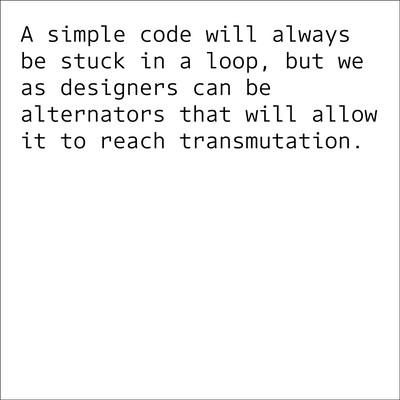 A simple code will always
be stuck in a loop, but we
as designers can be
alternators that will allow
it to reach transmutation.